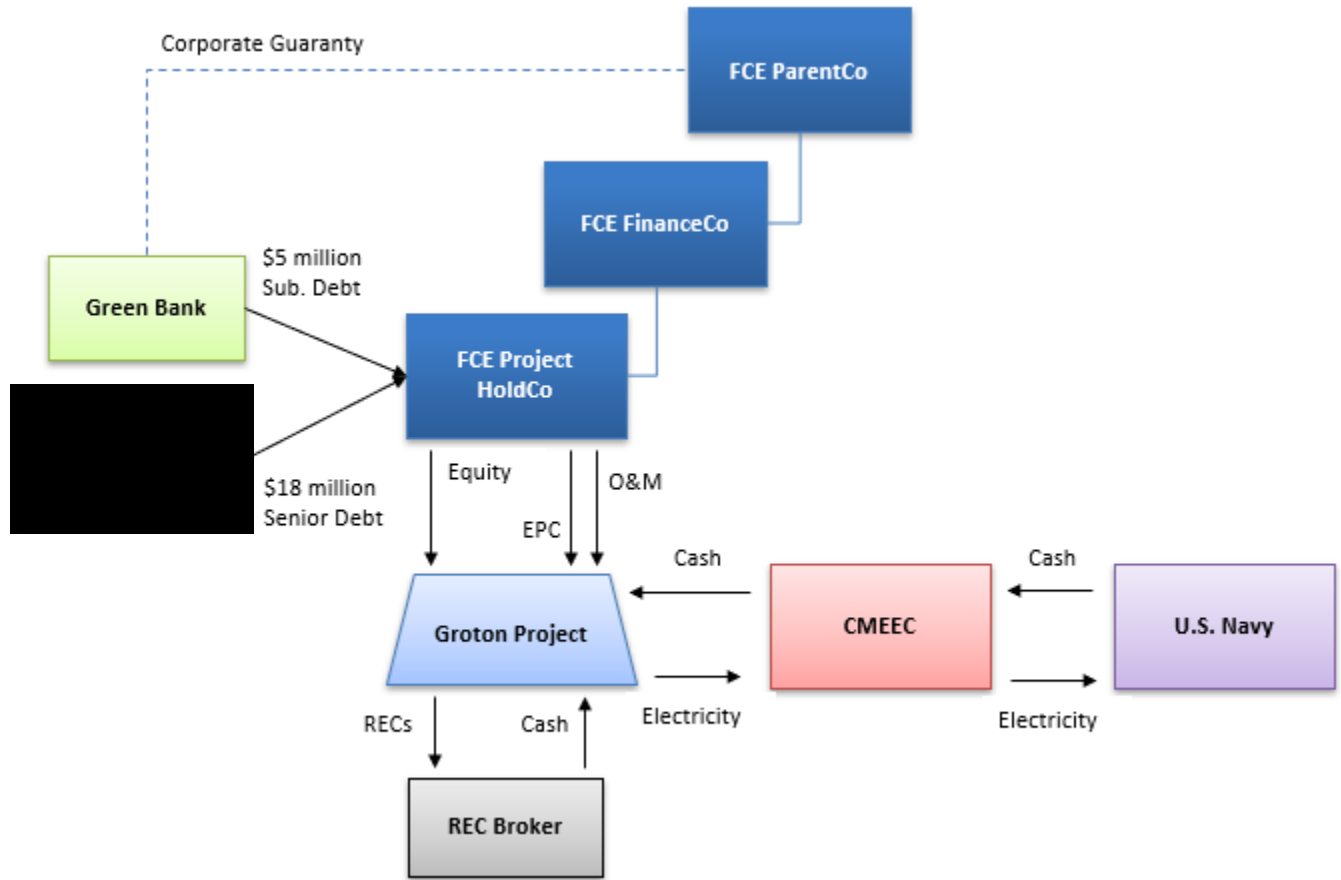 Corporate Guaranty
FCE ParentCo
FCE FinanceCo
$5 million
Sub. Debt
Green Bank
FCE Project
HoldCo
$18 million
Senior Debt
Equity
O&M
EPC
Cash
Cash
Groton Project
CMEEC
U.S. Navy
RECs
Cash
Electricity
Electricity
REC Broker